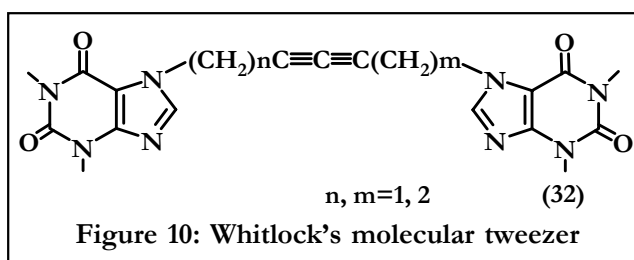 O O
N (CH₂)nC≡C≡C(CH₂)m N
N N
O N N N N O
n, m=1, 2 (32)
Figure 10: Whitlock's molecular tweezer